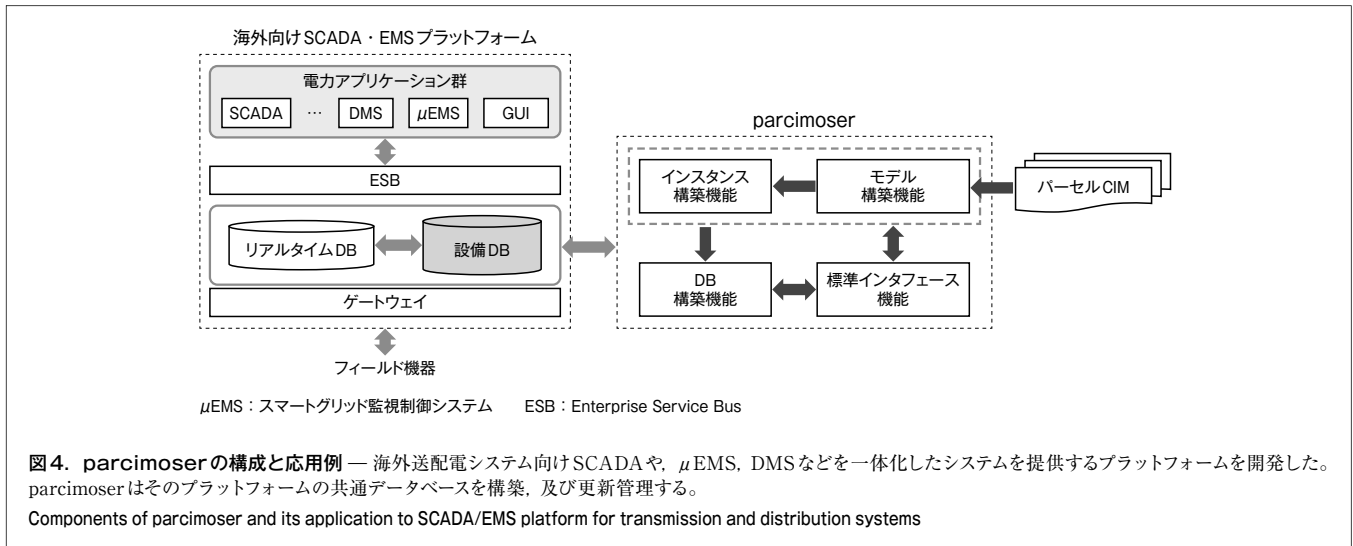 海外向けSCADA・EMSプラットフォーム
電力アプリケーション群
SCADA … DMS μEMS GUI
ESB
リアルタイムDB 設備DB
ゲートウェイ
フィールド機器
parcimoser
インスタンス
構築機能
モデル
構築機能
パーセルCIM
DB
構築機能
標準インタフェース
機能
μEMS：スマートグリッド監視制御システム ESB：Enterprise Service Bus
図4．parcimoserの構成と応用例 — 海外送配電システム向けSCADAや，μEMS，DMSなどを一体化したシステムを提供するプラットフォームを開発した。
parcimoserはそのプラットフォームの共通データベースを構築，及び更新管理する。
Components of parcimoser and its application to SCADA/EMS platform for transmission and distribution systems